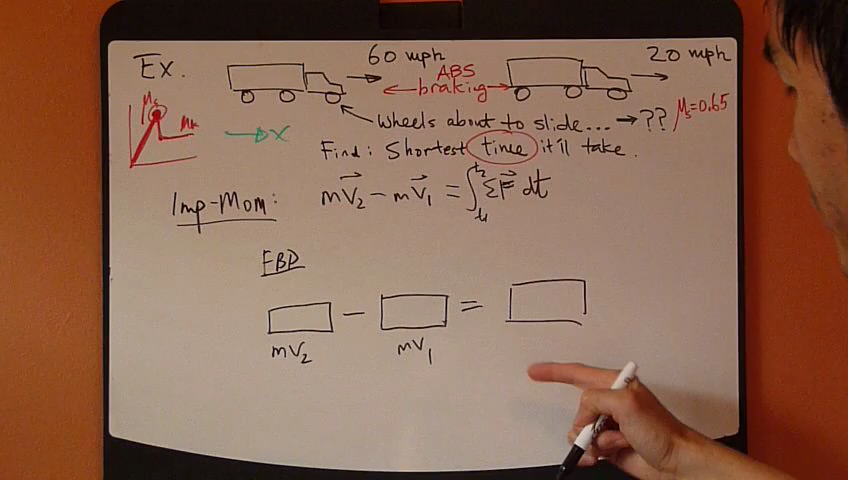 Ex. 60 mph 20 mph
ABS
braking
μs μk
→ x
wheels about to slide... → ?? μs=0.65
Find: Shortest time it'll take.
Imp-Mom: mV₂ - mV₁ = ∫t₁t₂ ΣF dt
FBD
- =
mV₂ mV₁